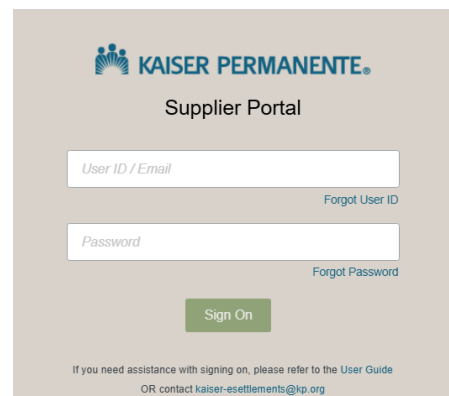 KAISER PERMANENTE®
Supplier Portal
User ID / Email
Forgot User ID
Password
Forgot Password
Sign On
If you need assistance with signing on, please refer to the User Guide
OR contact kaiser-esettlements@kp.org